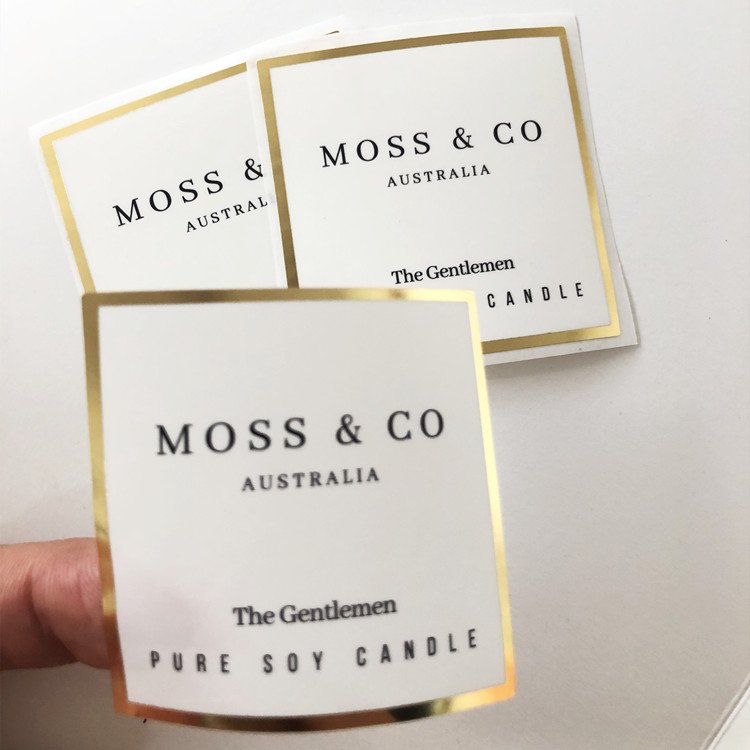 MOSS &
AUSTRAL
MOSS & CO
AUSTRALIA
The Gentlemen
CANDLE
MOSS & CO
AUSTRALIA
The Gentlemen
PURE SOY CANDLE